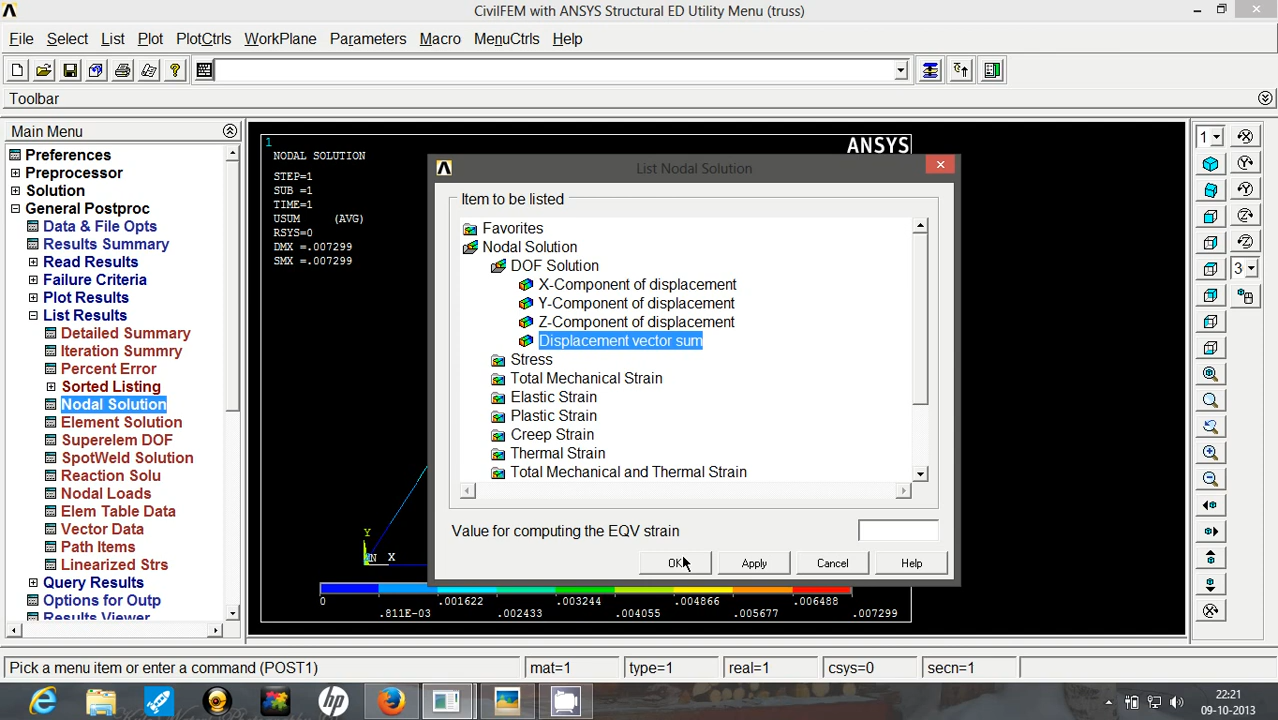 CivilFEM with ANSYS Structural ED Utility Menu (truss)
File Select List Plot PlotCtrls WorkPlane Parameters Macro MenuCtrls Help
Toolbar
Main Menu
Preferences
Preprocessor
Solution
General Postproc
Data & File Opts
Results Summary
Read Results
Failure Criteria
Plot Results
List Results
Detailed Summary
Iteration Summry
Percent Error
Sorted Listing
Nodal Solution
Element Solution
Superelem DOF
SpotWeld Solution
Reaction Solu
Nodal Loads
Elem Table Data
Vector Data
Path Items
Linearized Strs
Query Results
Options for Outp
Results Viewer
1
NODAL SOLUTION
STEP=1
SUB =1
TIME=1
USUM (AVG)
RSYS=0
DMX =.007299
SMX =.007299
ANSYS
List Nodal Solution
Item to be listed
Favorites
Nodal Solution
DOF Solution
X-Component of displacement
Y-Component of displacement
Z-Component of displacement
Displacement vector sum
Stress
Total Mechanical Strain
Elastic Strain
Plastic Strain
Creep Strain
Thermal Strain
Total Mechanical and Thermal Strain
Value for computing the EQV strain
OK Apply Cancel Help
Y
X
0 .001622 .003244 .004866 .006488
.811E-03 .002433 .004055 .005677 .007299
1
3
Pick a menu item or enter a command (POST1) mat=1 type=1 real=1 csys=0 secn=1
22:21
09-10-2013